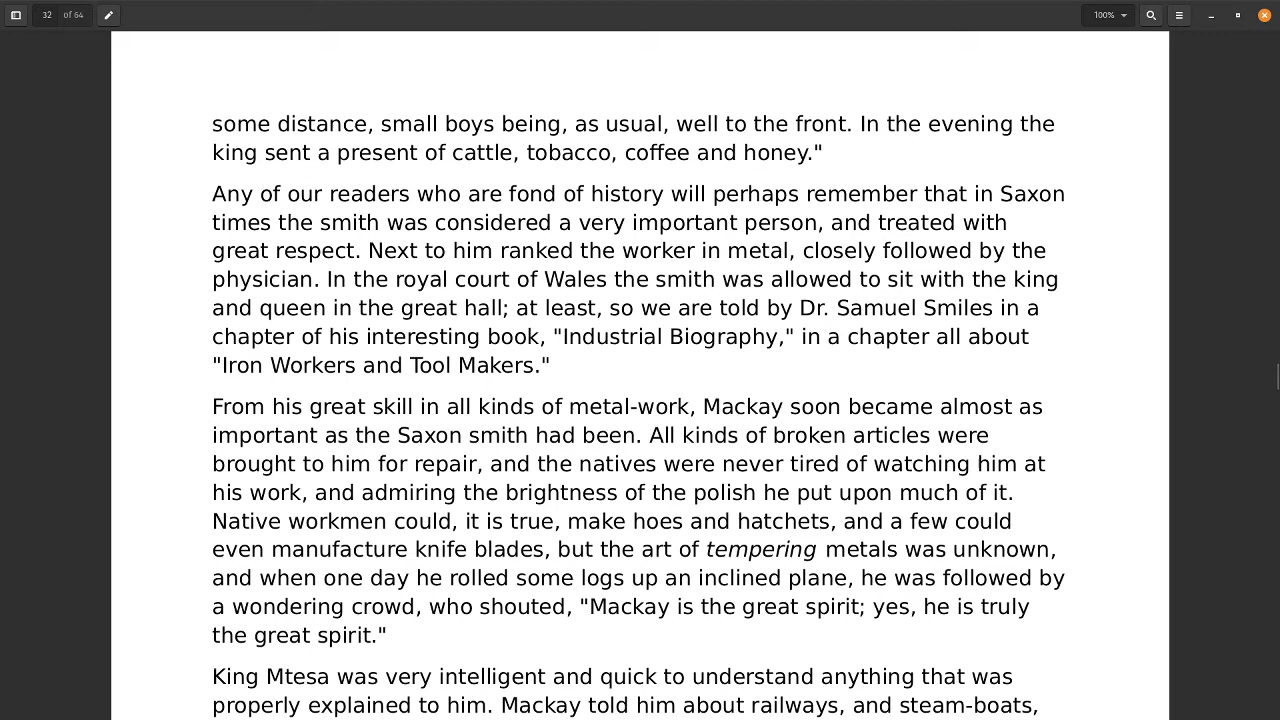 32 of 64
100%
some distance, small boys being, as usual, well to the front. In the evening the
king sent a present of cattle, tobacco, coffee and honey."
Any of our readers who are fond of history will perhaps remember that in Saxon
times the smith was considered a very important person, and treated with
great respect. Next to him ranked the worker in metal, closely followed by the
physician. In the royal court of Wales the smith was allowed to sit with the king
and queen in the great hall; at least, so we are told by Dr. Samuel Smiles in a
chapter of his interesting book, "Industrial Biography," in a chapter all about
"Iron Workers and Tool Makers."
From his great skill in all kinds of metal-work, Mackay soon became almost as
important as the Saxon smith had been. All kinds of broken articles were
brought to him for repair, and the natives were never tired of watching him at
his work, and admiring the brightness of the polish he put upon much of it.
Native workmen could, it is true, make hoes and hatchets, and a few could
even manufacture knife blades, but the art of tempering metals was unknown,
and when one day he rolled some logs up an inclined plane, he was followed by
a wondering crowd, who shouted, "Mackay is the great spirit; yes, he is truly
the great spirit."
King Mtesa was very intelligent and quick to understand anything that was
properly explained to him. Mackay told him about railways, and steam-boats,